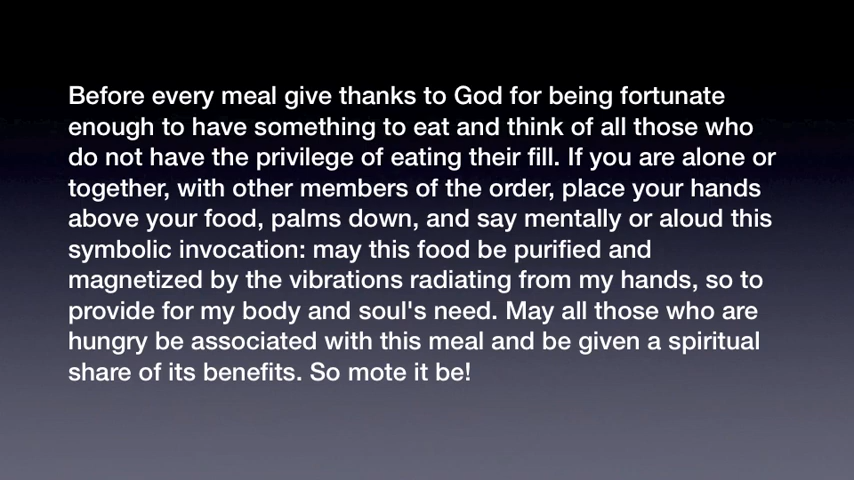 Before every meal give thanks to God for being fortunate
enough to have something to eat and think of all those who
do not have the privilege of eating their fill. If you are alone or
together, with other members of the order, place your hands
above your food, palms down, and say mentally or aloud this
symbolic invocation: may this food be purified and
magnetized by the vibrations radiating from my hands, so to
provide for my body and soul's need. May all those who are
hungry be associated with this meal and be given a spiritual
share of its benefits. So mote it be!